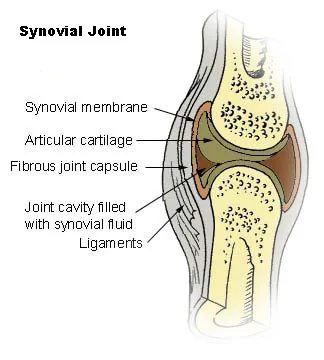 Synovial Joint
Synovial membrane
Articular cartilage
Fibrous joint capsule
Joint cavity filled
with synovial fluid
Ligaments